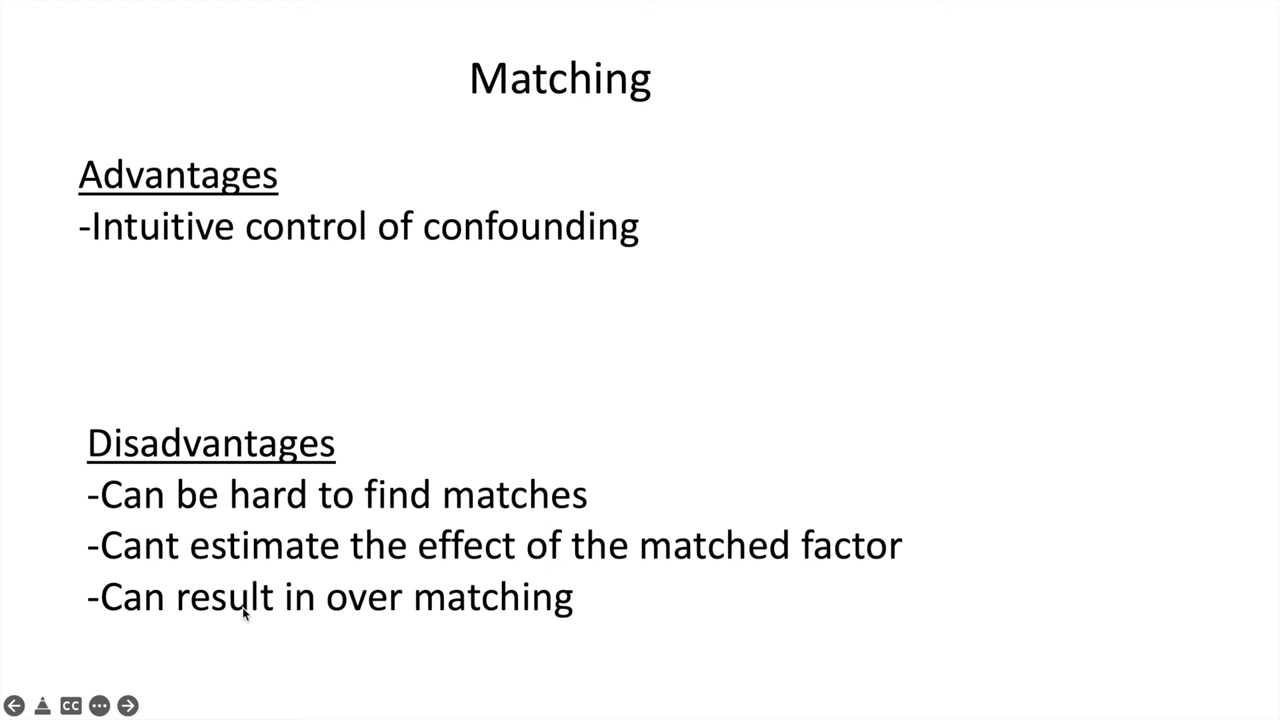 Matching
Advantages
-Intuitive control of confounding
Disadvantages
-Can be hard to find matches
-Cant estimate the effect of the matched factor
-Can result in over matching
CC